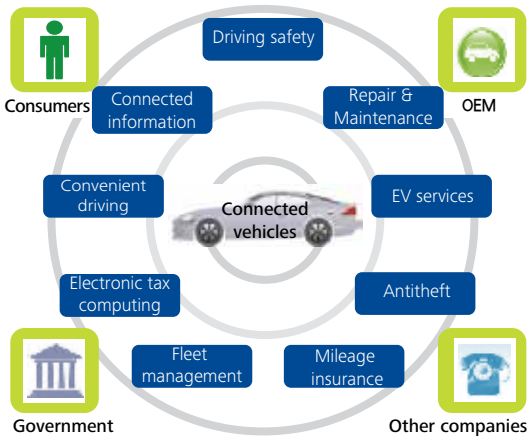 Driving safety
Consumers
OEM
Connected
information
Repair &
Maintenance
Convenient
driving
Connected
vehicles
EV services
Electronic tax
computing
Antitheft
Fleet
management
Mileage
insurance
Government
Other companies